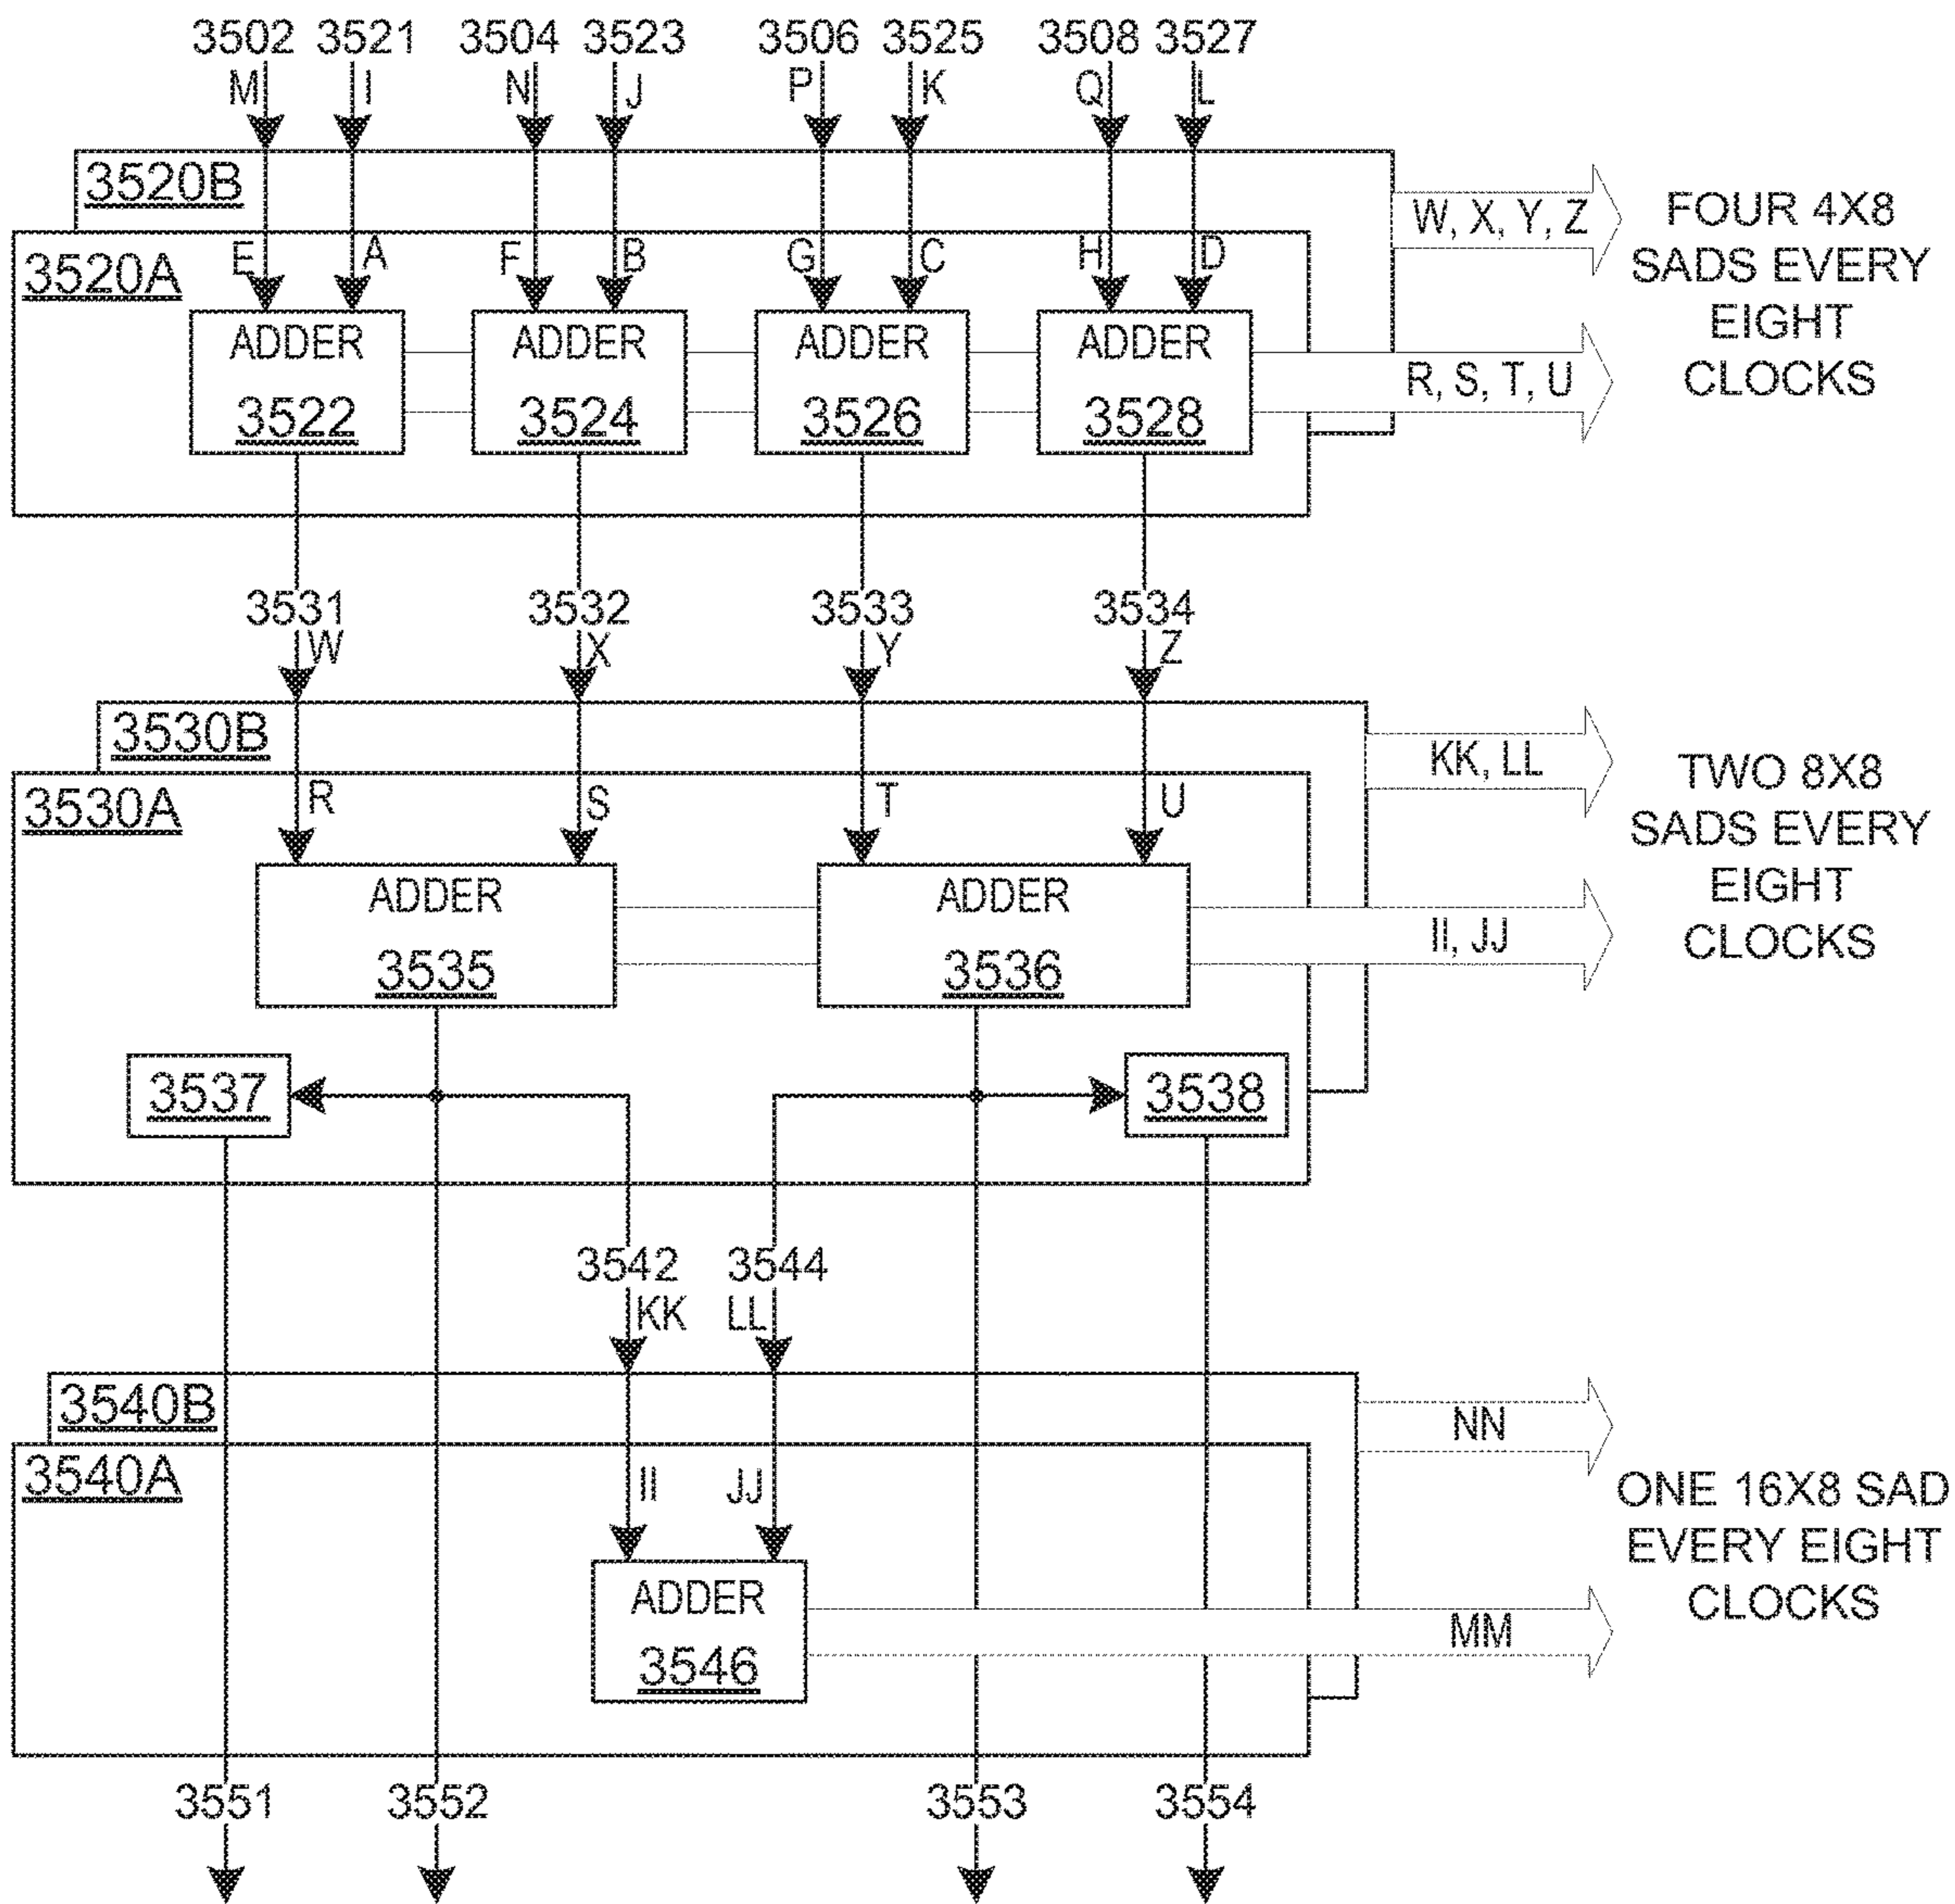 3502 3521 3504 3523 3506 3525 3508 3527
M I N J P K Q L
3520B
W, X, Y, Z
FOUR 4X8
SADS EVERY
EIGHT
CLOCKS
3520A
E A F B G C H D
ADDER ADDER ADDER ADDER
3522 3524 3526 3528
R, S, T, U
3531 3532 3533 3534
W X Y Z
3530B
KK, LL
TWO 8X8
SADS EVERY
EIGHT
CLOCKS
3530A
R S T U
ADDER ADDER
3535 3536
II, JJ
3537 3538
3542 3544
KK LL
3540B
NN
ONE 16X8 SAD
EVERY EIGHT
CLOCKS
3540A
II JJ
ADDER
3546
MM
3551 3552 3553 3554